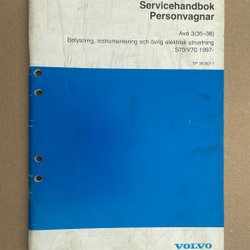 Servicehandbok
Personvagnar
Avd 3(35–38)
Belysning, instrumentering och övrig elektrisk utrustning
S70/V70 1997-
VOLVO